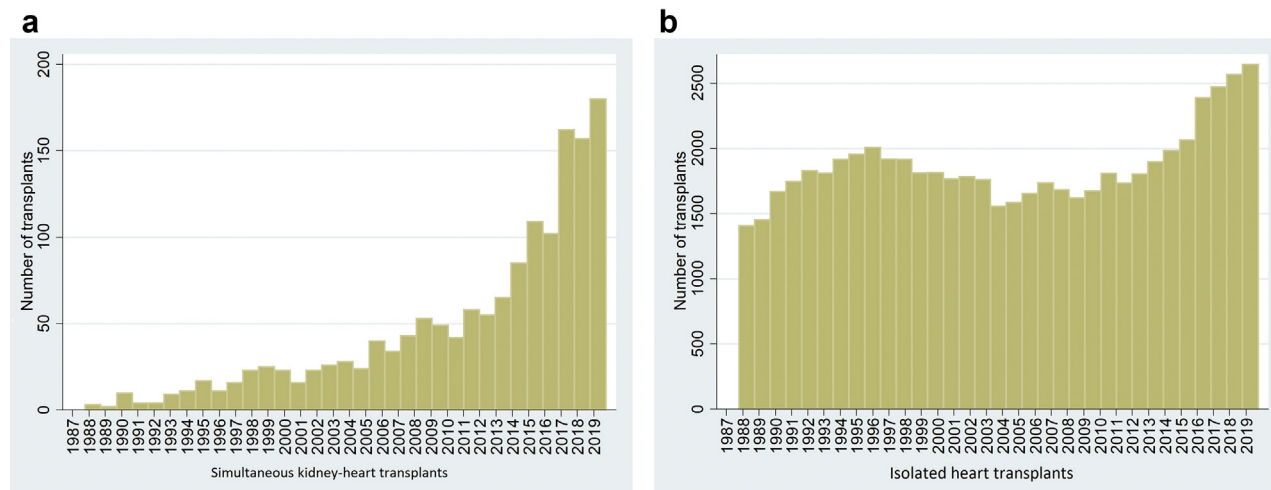 a
Number of transplants
200
150
100
50
0
1987 1988 1989 1990 1991 1992 1993 1994 1995 1996 1997 1998 1999 2000 2001 2002 2003 2004 2005 2006 2007 2008 2009 2010 2011 2012 2013 2014 2015 2016 2017 2018 2019
Simultaneous kidney-heart transplants
b
Number of transplants
2500
2000
1500
1000
500
0
1987 1988 1989 1990 1991 1992 1993 1994 1995 1996 1997 1998 1999 2000 2001 2002 2003 2004 2005 2006 2007 2008 2009 2010 2011 2012 2013 2014 2015 2016 2017 2018 2019
Isolated heart transplants